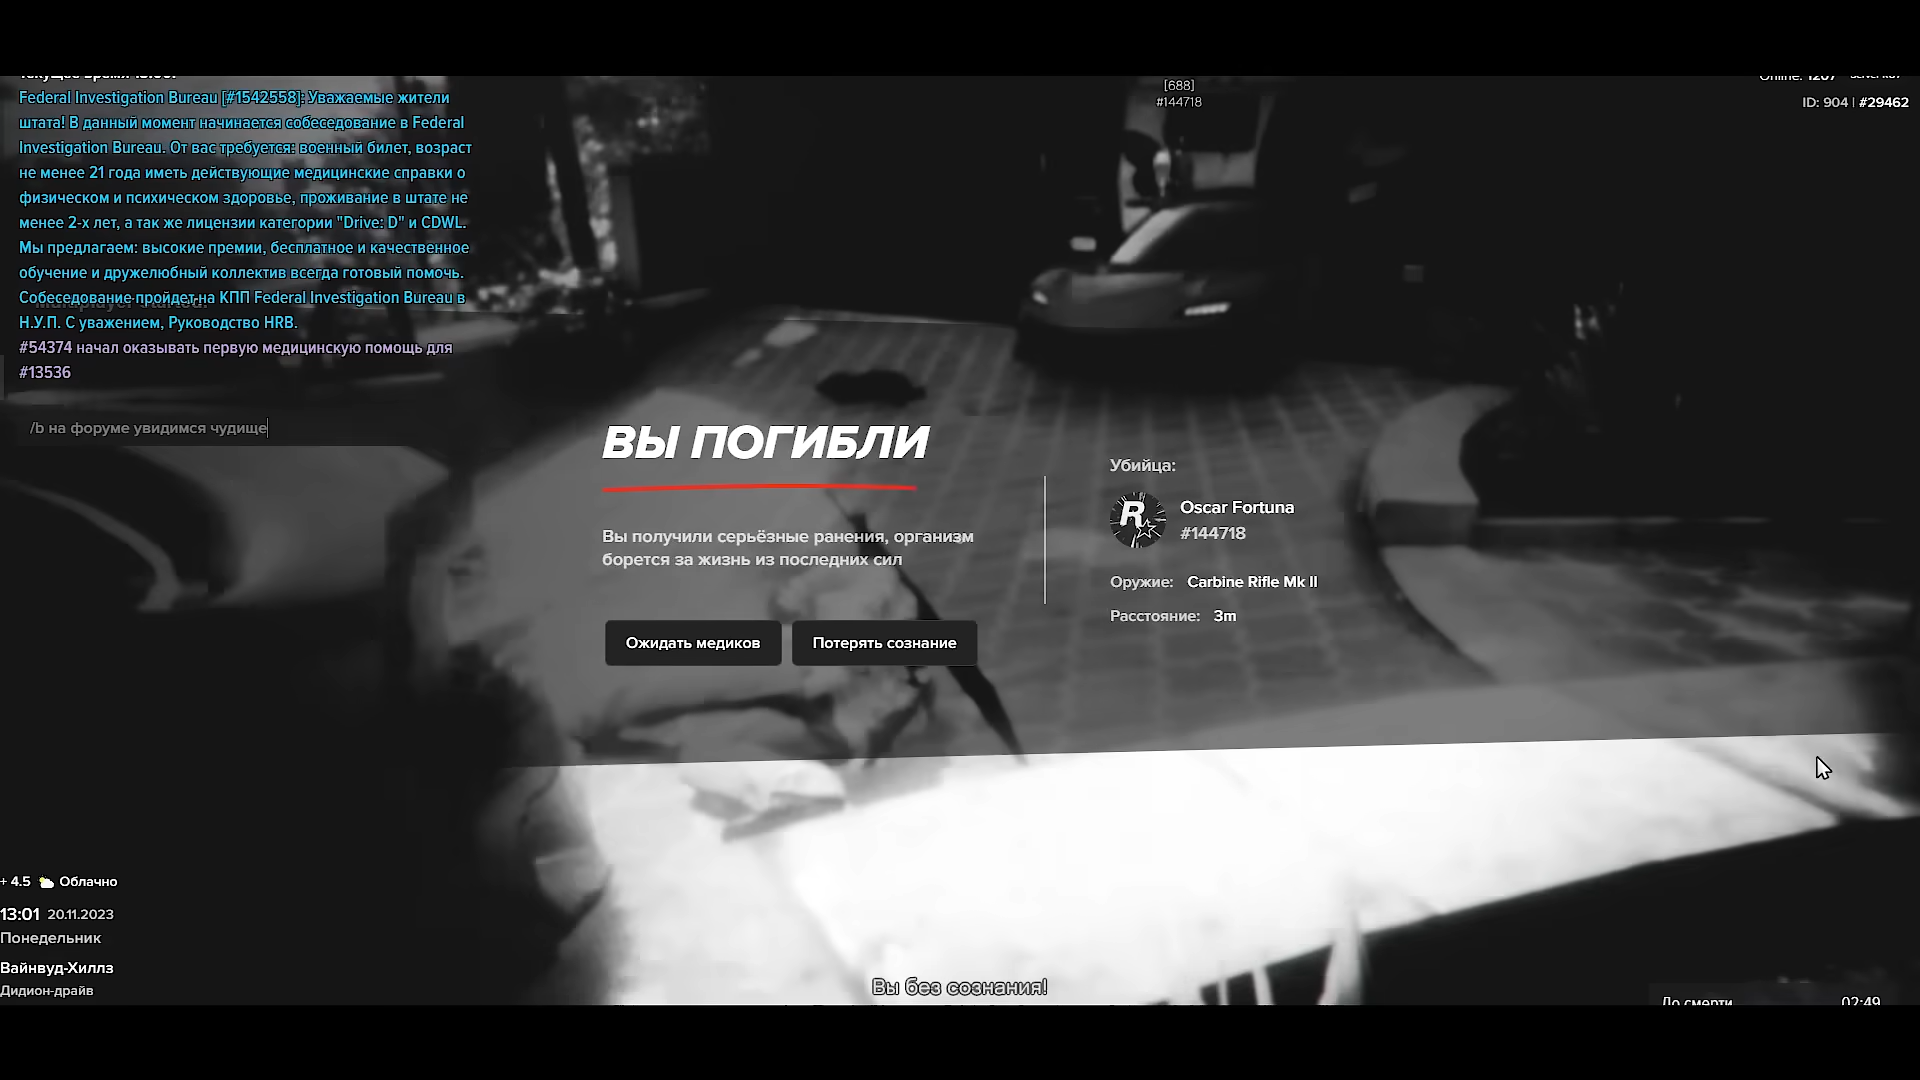 Текущее время 13:00.
Federal Investigation Bureau [#1542558]: Уважаемые жители
штата! В данный момент начинается собеседование в Federal
Investigation Bureau. От вас требуется: военный билет, возраст
не менее 21 года иметь действующие медицинские справки о
физическом и психическом здоровье, проживание в штате не
менее 2-х лет, а так же лицензии категории "Drive: D" и CDWL.
Мы предлагаем: высокие премии, бесплатное и качественное
обучение и дружелюбный коллектив всегда готовый помочь.
Собеседование пройдет на КПП Federal Investigation Bureau в
Н.У.П. С уважением, Руководство HRB.
#54374 начал оказывать первую медицинскую помощь для
#13536
/b на форуме увидимся чудище
[688]
#144718
Online: 1267
ID: 904 | #29462
ВЫ ПОГИБЛИ
Вы получили серьёзные ранения, организм
борется за жизнь из последних сил
Ожидать медиков
Потерять сознание
Убийца:
R
Oscar Fortuna
#144718
Оружие: Carbine Rifle Mk II
Расстояние: 3m
+ 4.5 Облачно
13:01 20.11.2023
Понедельник
Вайнвуд-Хиллз
Дидион-драйв
Вы без сознания!
До смерти 02:49